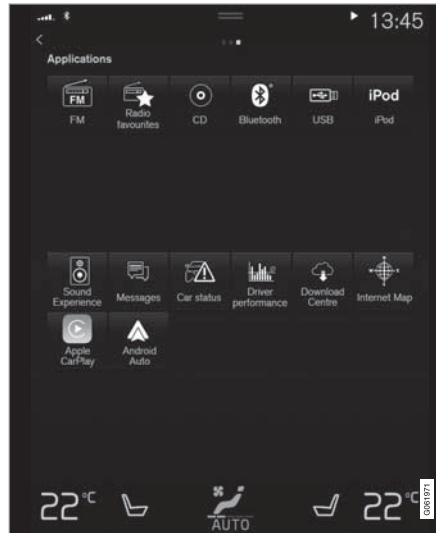 13:45
Applications
FM
iPod
FM
Radio
favourites
CD
Bluetooth
USB
iPod
Sound
Experience
Messages
Car status
Driver
performance
Download
Centre
Internet Map
Apple
CarPlay
Android
Auto
22°C
AUTO
22°C
G061971